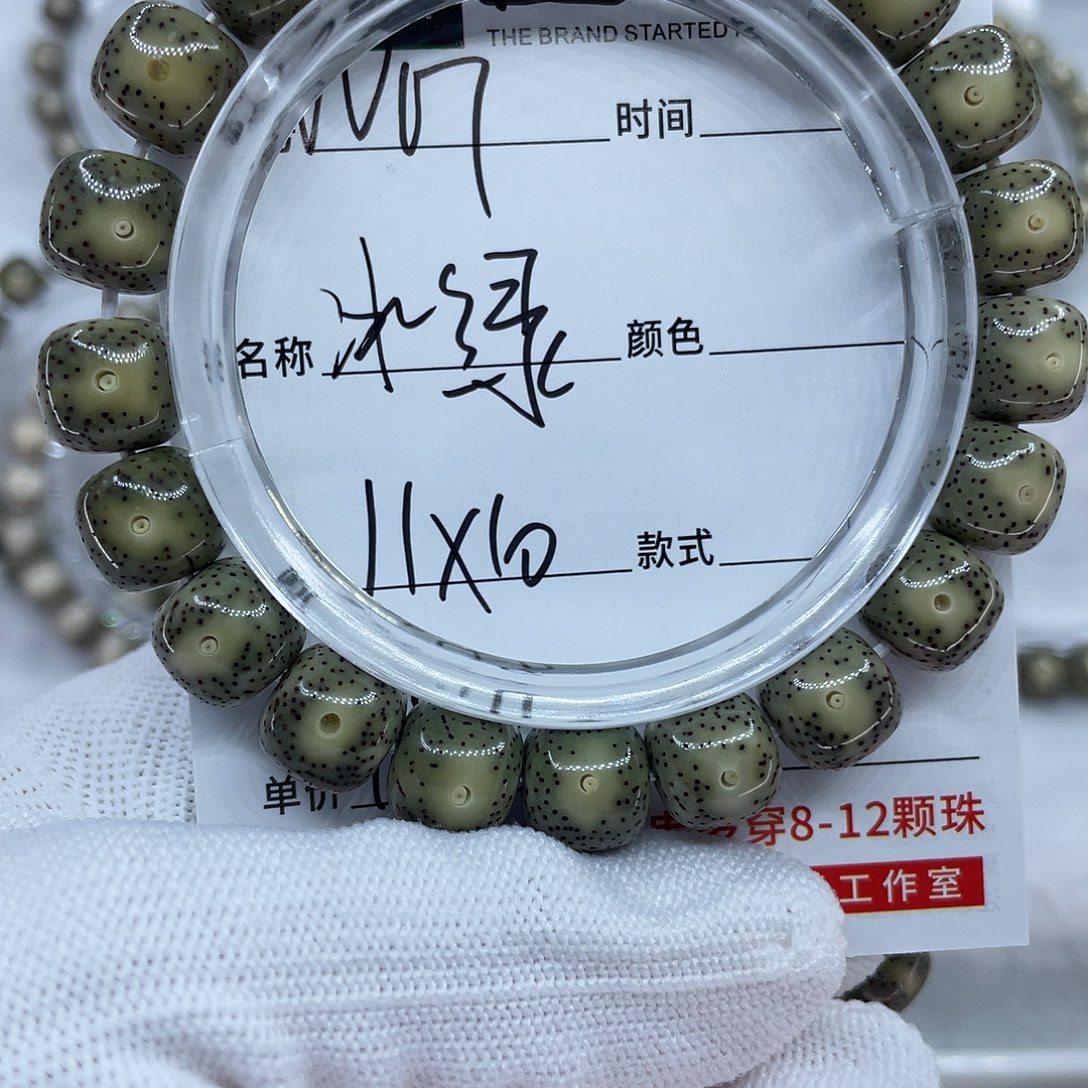 THE BRAND STARTED
时间
名称 冰绿 颜色
11X10 款式
单价
穿8-12颗珠
工作室